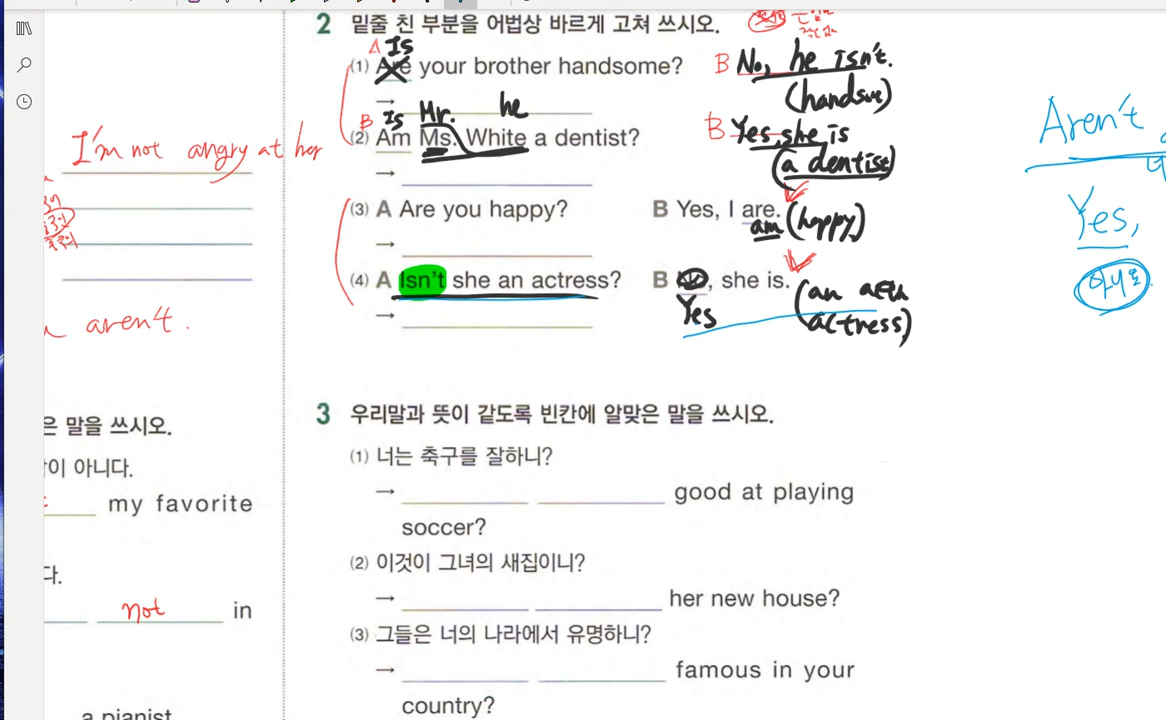 2 밑줄 친 부분을 어법상 바르게 고쳐 쓰시오.
A Is
(1) Are your brother handsome? B No, he isn't.
→ (handsome)
B Is Mr. he
(2) Am Ms. White a dentist? B Yes, she is
→ (a dentist)
(3) A Are you happy? B Yes, I are.
→ am (happy)
(4) A Isn't she an actress? B No, she is.
→ Yes (an actress)
I'm not angry at her
aren't.
은 말을 쓰시오.
이 아니다.
my favorite
다.
not in
a pianist
3 우리말과 뜻이 같도록 빈칸에 알맞은 말을 쓰시오.
(1) 너는 축구를 잘하니?
→ good at playing
soccer?
(2) 이것이 그녀의 새집이니?
→ her new house?
(3) 그들은 너의 나라에서 유명하니?
→ famous in your
country?
Aren't
Yes,
아니오